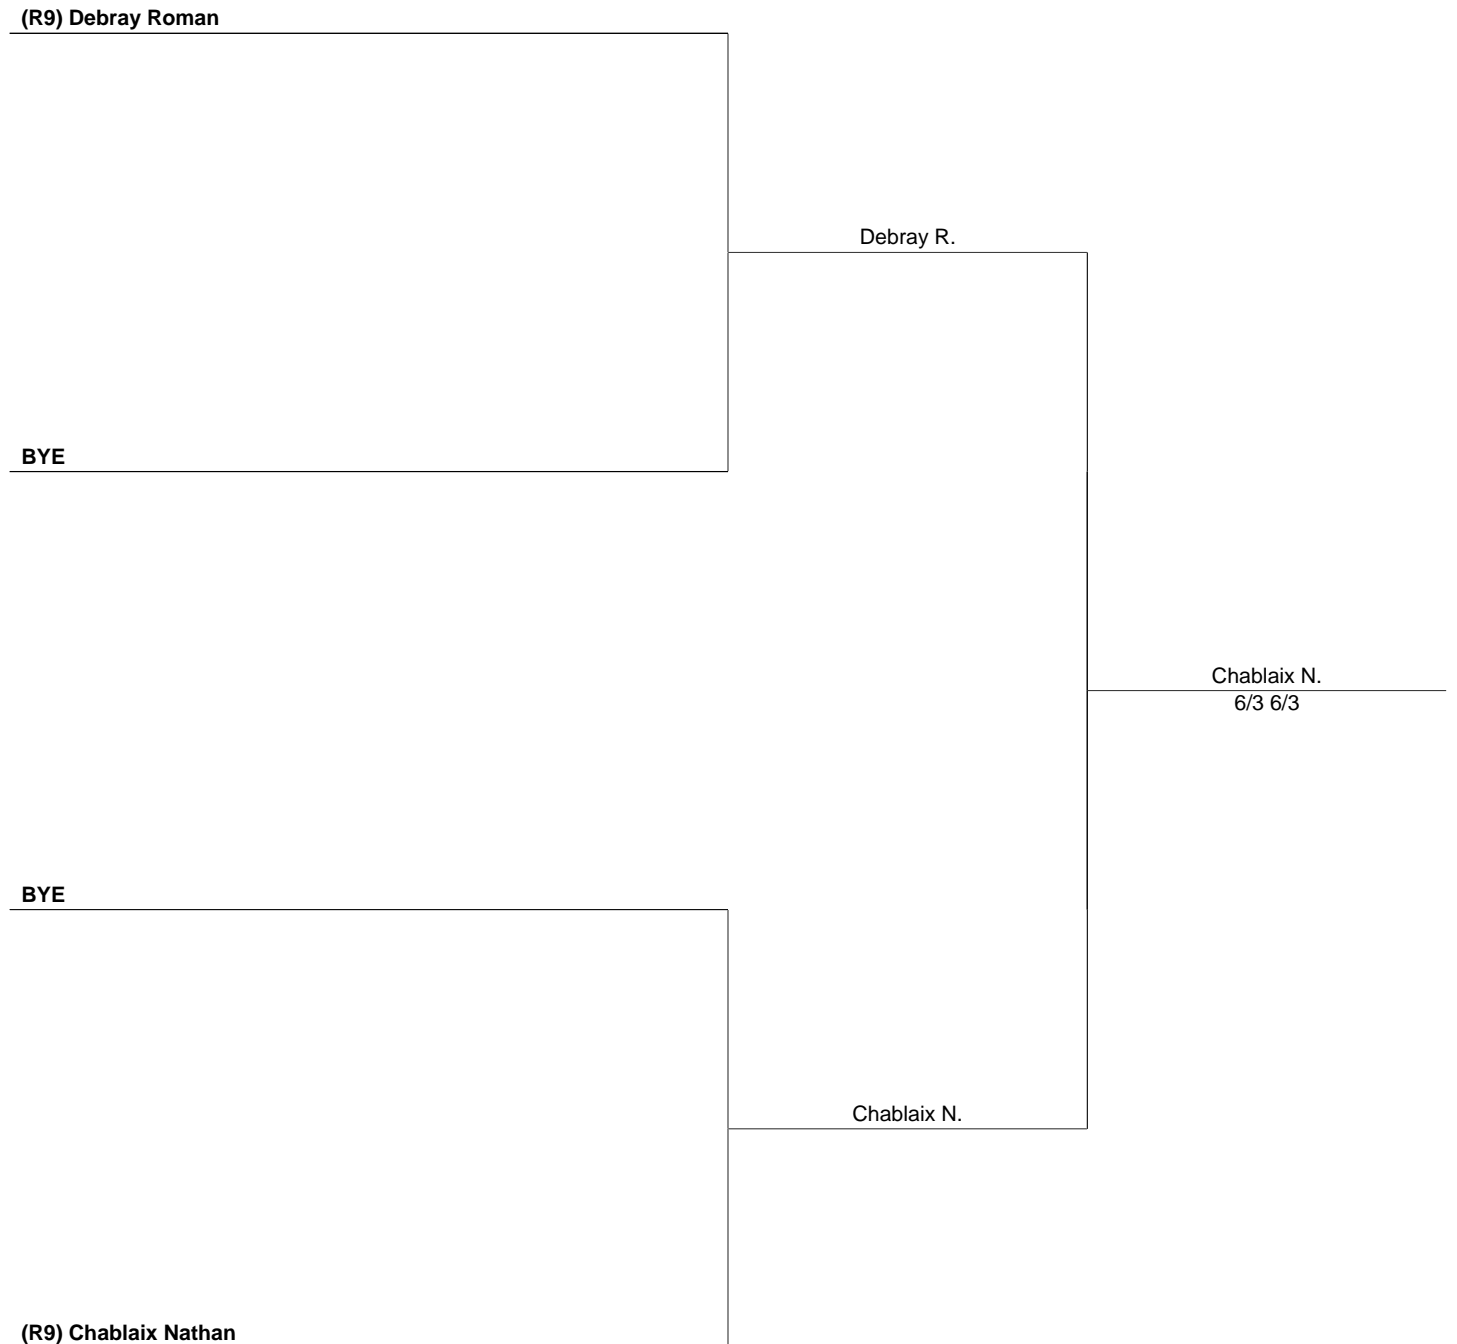 (R9) Debray Roman
Debray R.
BYE
Chablaix N.
6/3 6/3
BYE
Chablaix N.
(R9) Chablaix Nathan